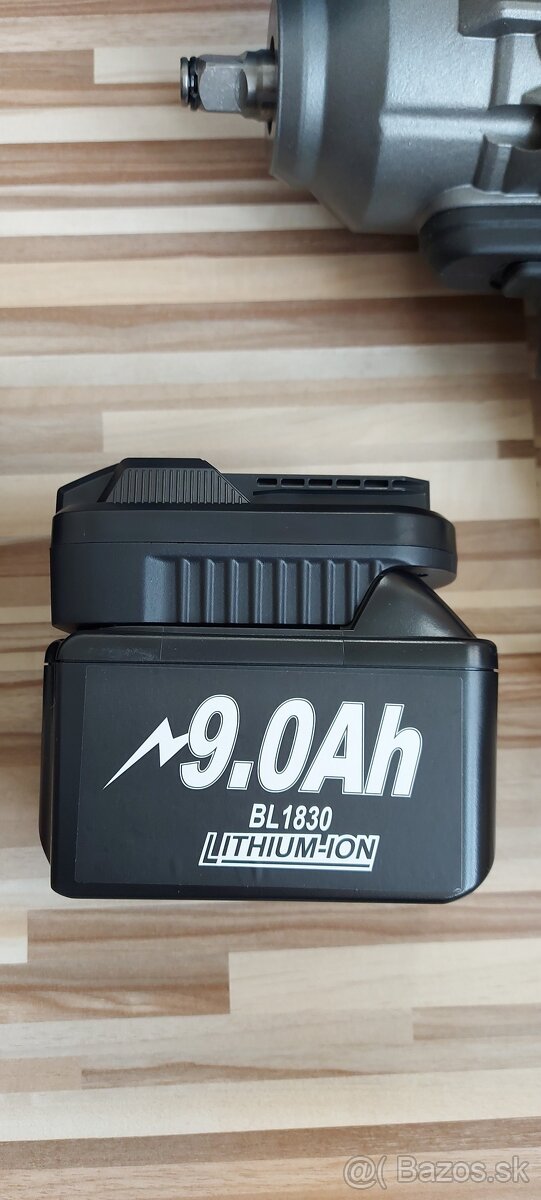 9.0Ah
BL1830
LITHIUM-ION
@( Bazos.sk